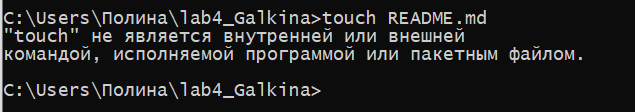 C:\Users\Полина\lab4_Galkina>touch README.md
"touch" не является внутренней или внешней
командой, исполняемой программой или пакетным файлом.
C:\Users\Полина\lab4_Galkina>